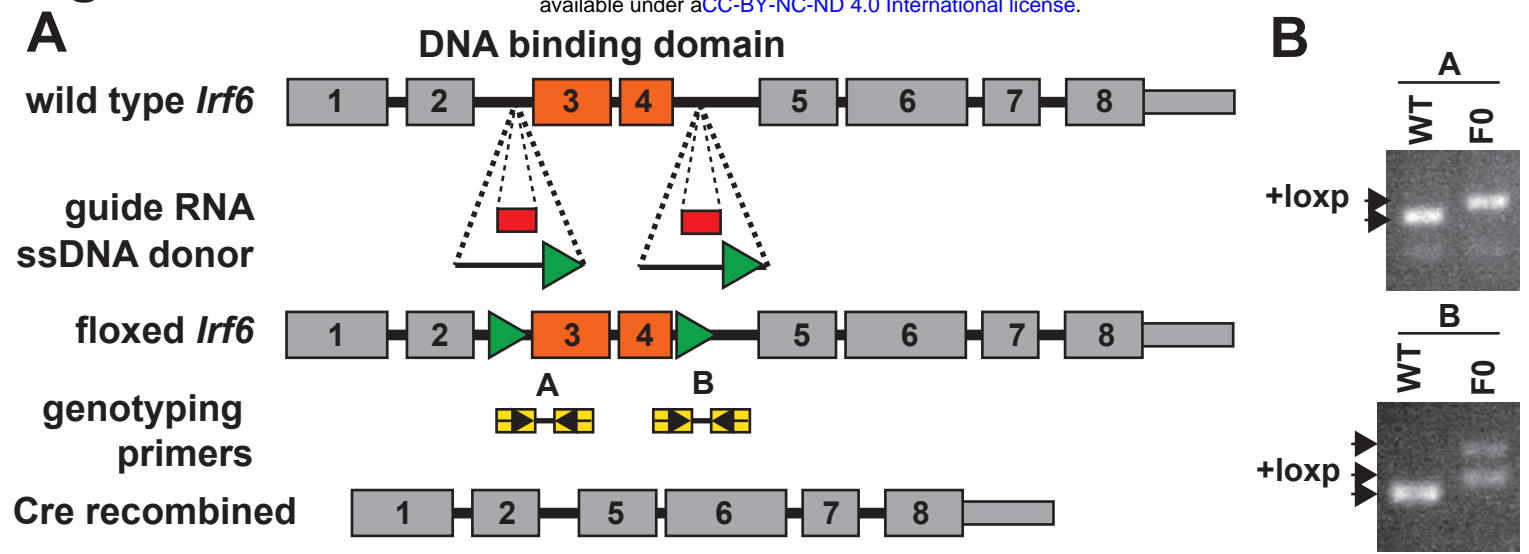 available under aCC-BY-NC-ND 4.0 International license.
A
DNA binding domain
wild type Irf6
1 2 3 4 5 6 7 8
guide RNA
ssDNA donor
floxed Irf6
1 2 3 4 5 6 7 8
A B
genotyping
primers
Cre recombined
1 2 5 6 7 8
B
A
WT F0
+loxp
B
WT F0
+loxp